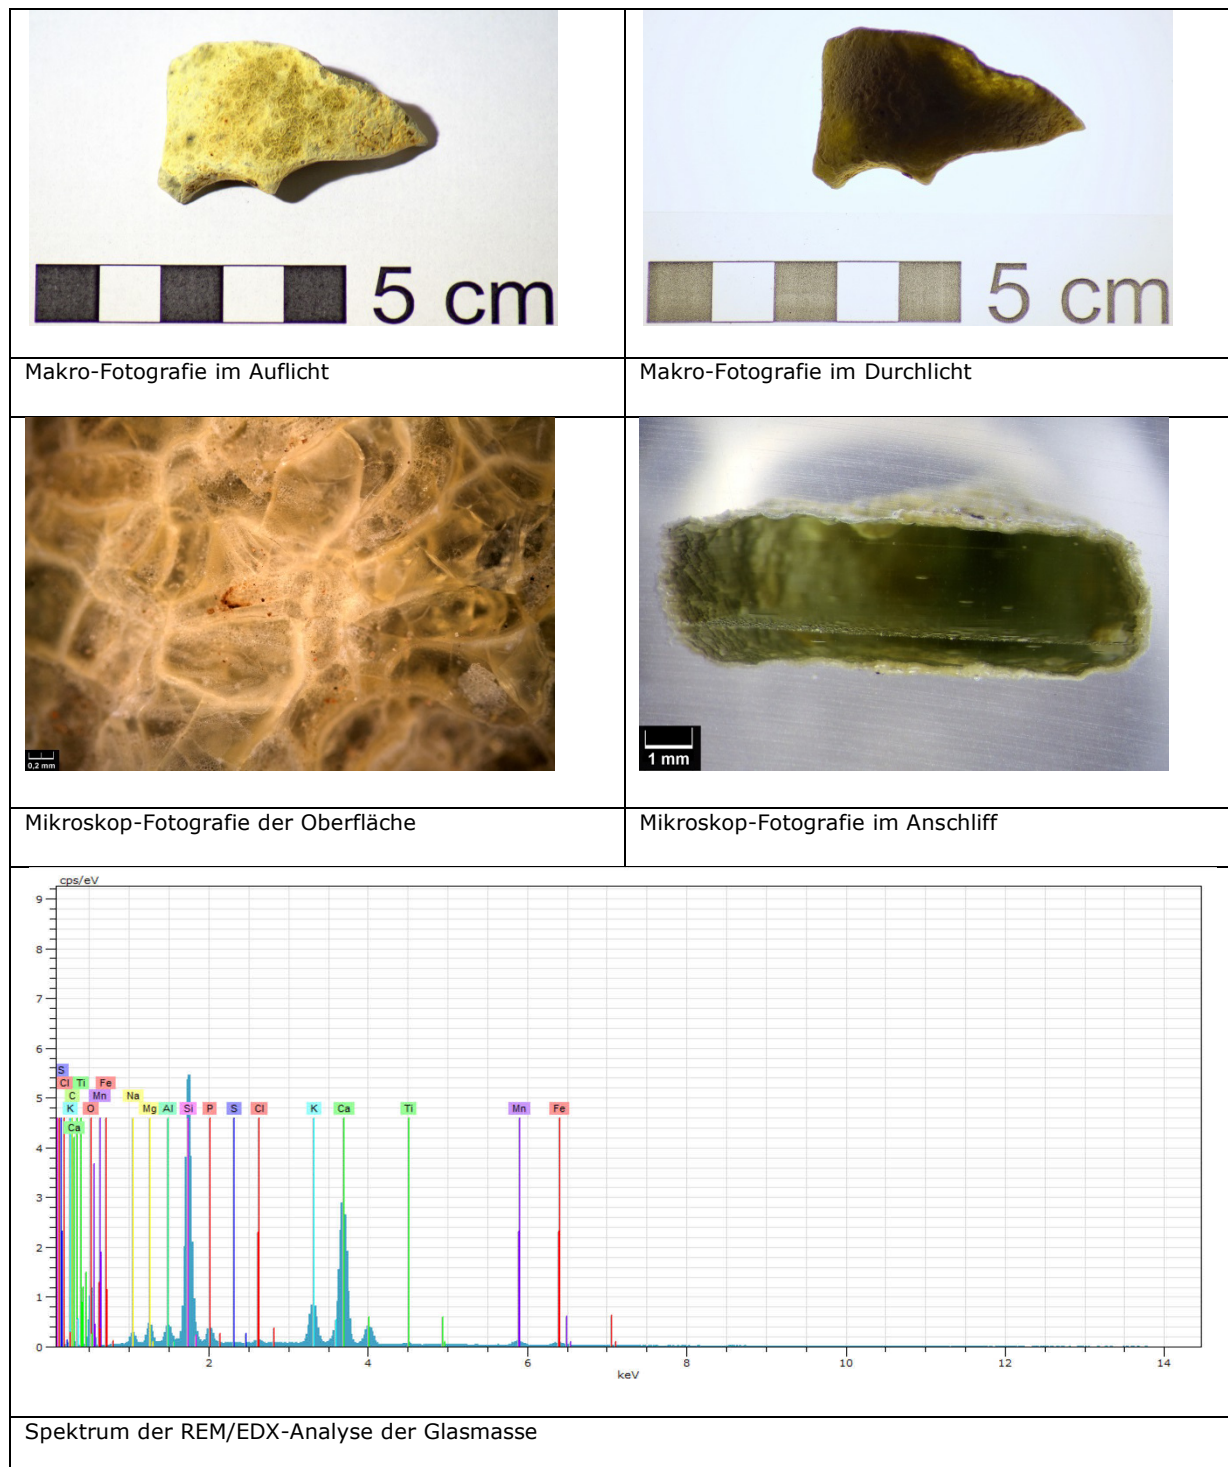 5 cm
5 cm
Makro-Fotografie im Auflicht
Makro-Fotografie im Durchlicht
0,2 mm
1 mm
Mikroskop-Fotografie der Oberfläche
Mikroskop-Fotografie im Anschliff
cps/eV
9
8
7
6
5
4
3
2
1
0
S
Cl Ti Fe
C Mn Na
K O Mg Al Si P S Cl K Ca Ti Mn Fe
Ca
2 4 6 8 10 12 14
keV
Spektrum der REM/EDX-Analyse der Glasmasse